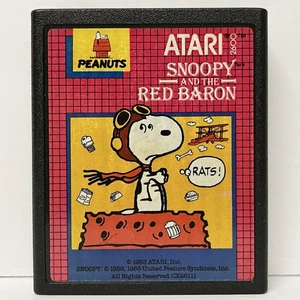 PEANUTS
ATARI
2600
SNOOPY
AND THE
RED BARON
RATS!
© 1983 ATARI, Inc.
SNOOPY: © 1958, 1965 United Feature Syndicate, Inc.
All Rights Reserved CX26111